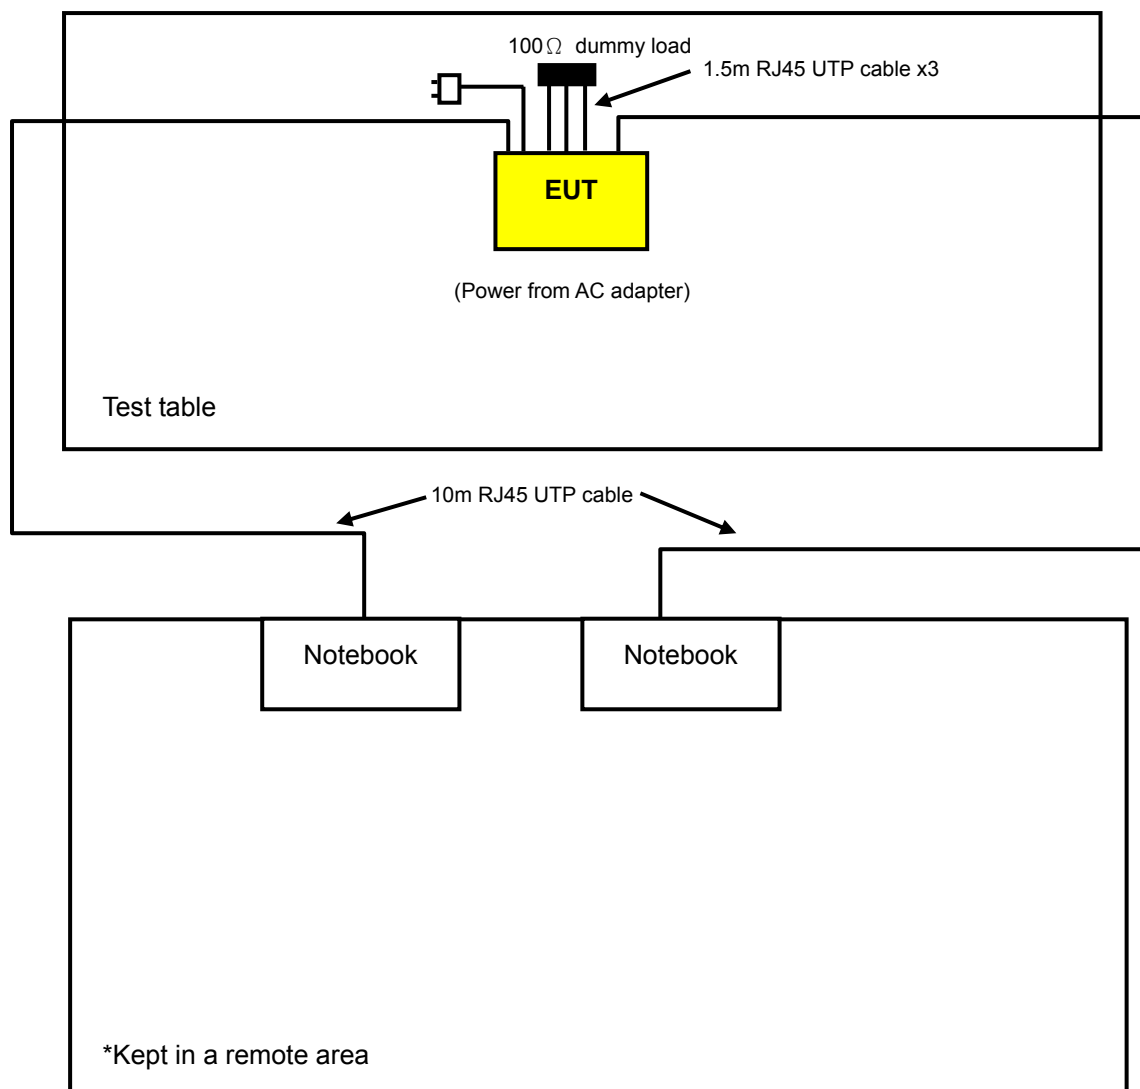 100Ω dummy load
1.5m RJ45 UTP cable x3
EUT
(Power from AC adapter)
Test table
10m RJ45 UTP cable
Notebook
Notebook
*Kept in a remote area